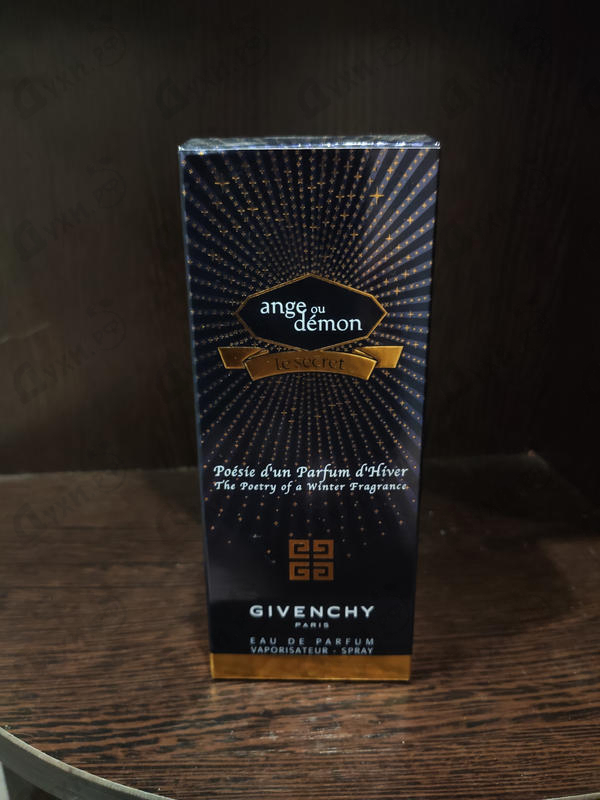 ange ou
démon
le secret
Poésie d'un Parfum d'Hiver
The Poetry of a Winter Fragrance
GIVENCHY
PARIS
EAU DE PARFUM
VAPORISATEUR - SPRAY